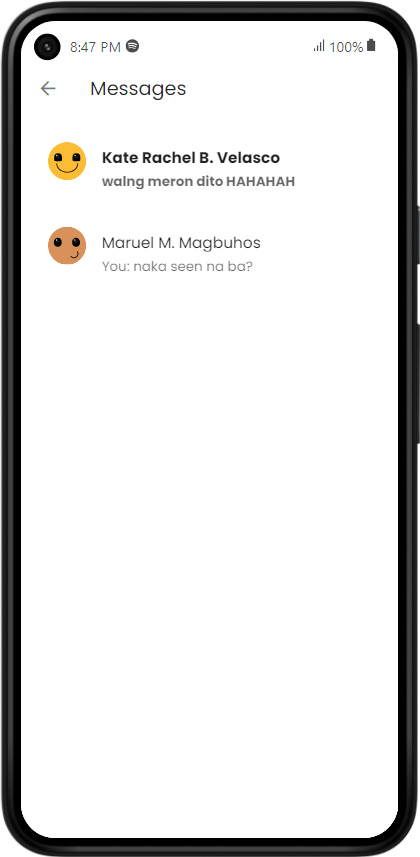 8:47 PM 100%
Messages
Kate Rachel B. Velasco
walng meron dito HAHAHAH
Maruel M. Magbuhos
You: naka seen na ba?